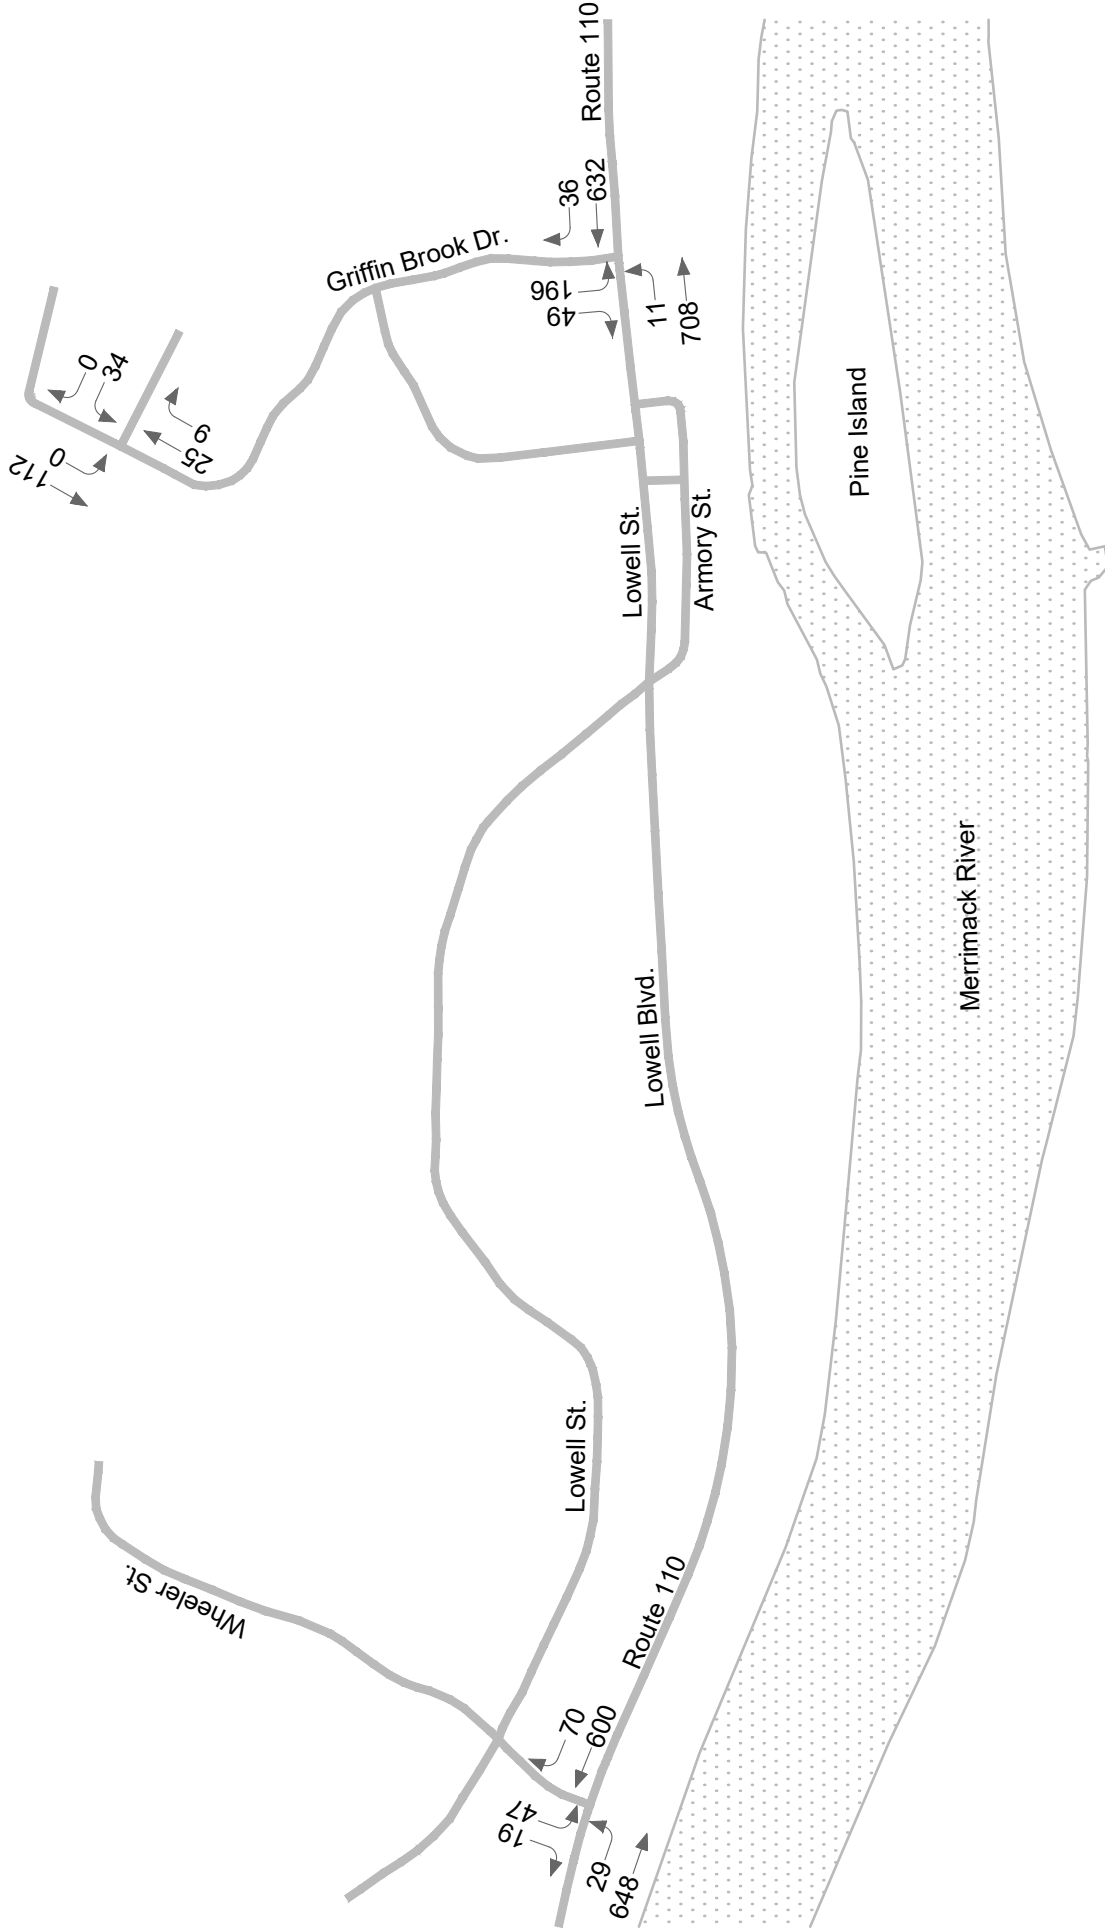 Route 110
632
36
Griffin Brook Dr.
196
49
11
708
0
34
0
112
9
25
Pine Island
Lowell St.
Armory St.
Merrimack River
Lowell Blvd.
Lowell St.
Wheeler St.
Route 110
70
600
47
19
29
648